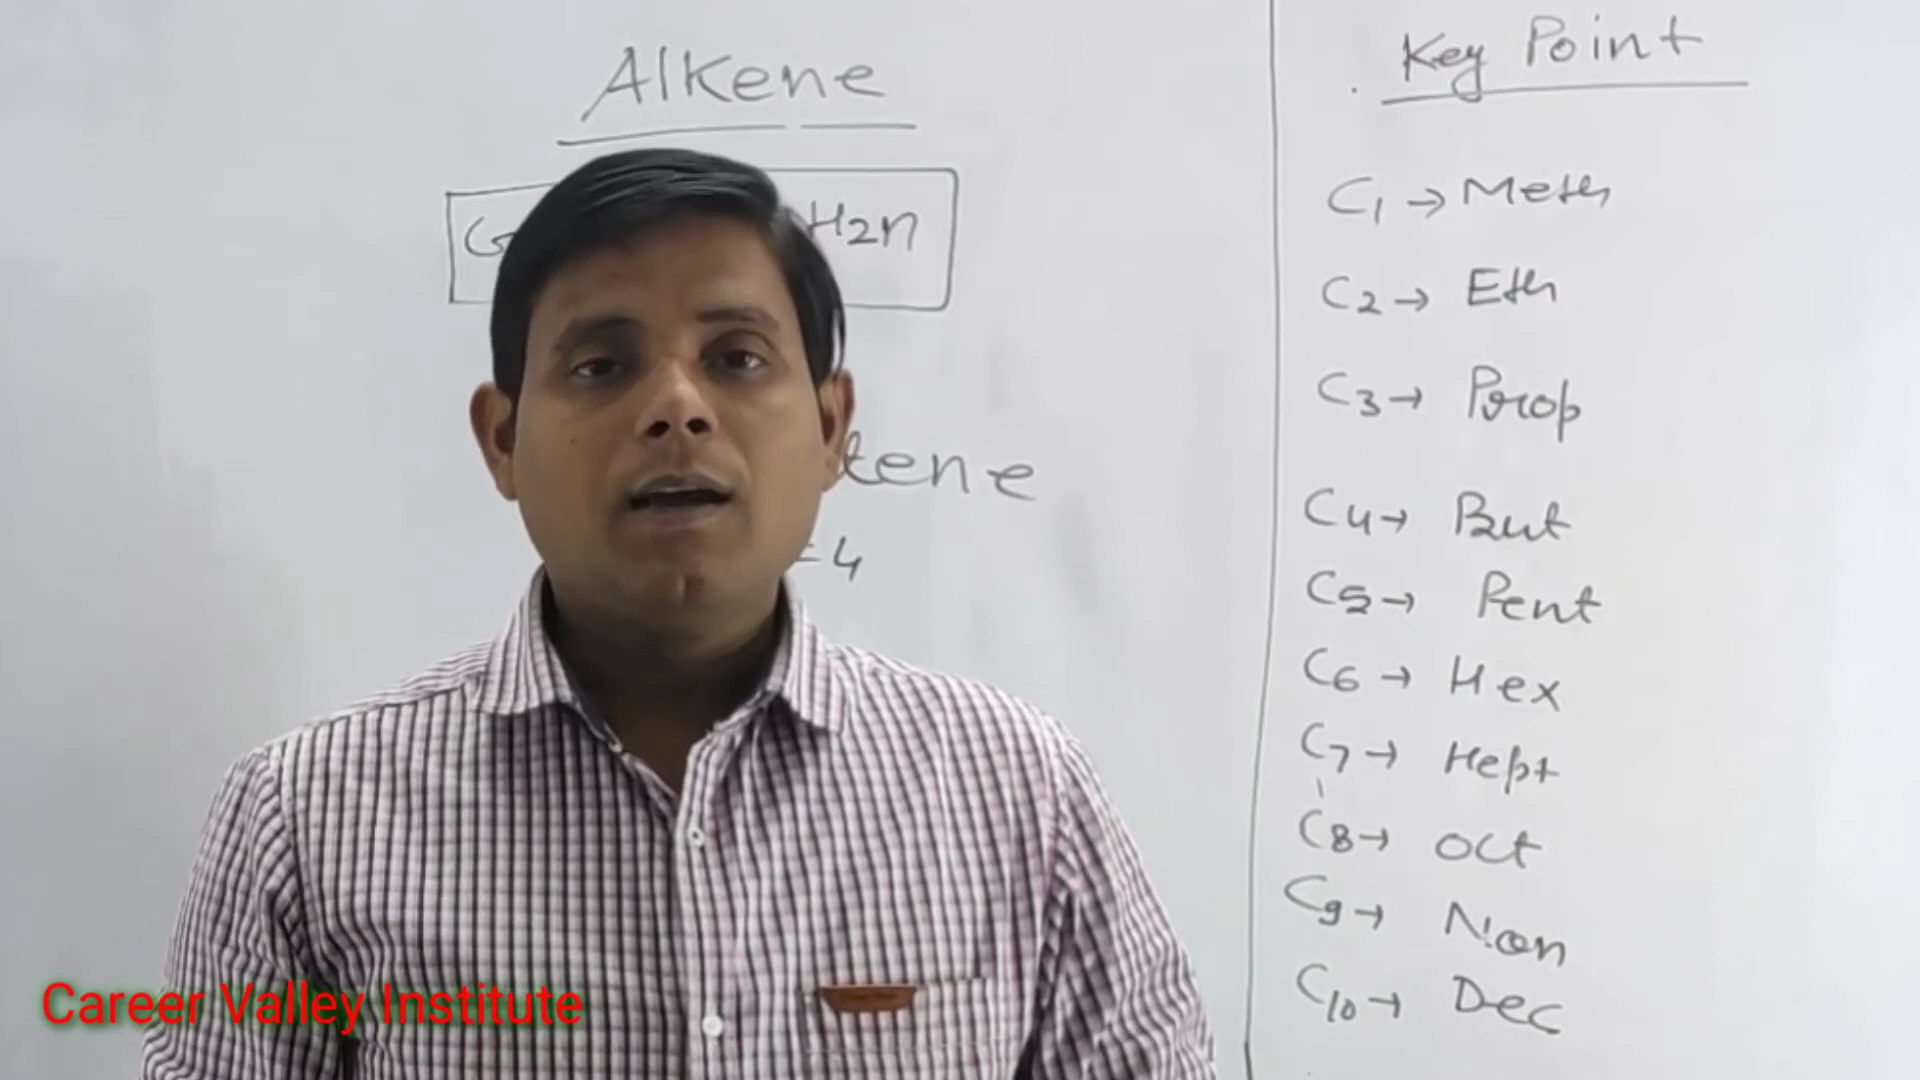 Alkene
H2n
tene
= 4
Key Point
C1 → Meth
C2 → Eth
C3 → Prop
C4 → But
C5 → Pent
C6 → Hex
C7 → Hept
C8 → Oct
C9 → Non
C10 → Dec
Career Valley Institute